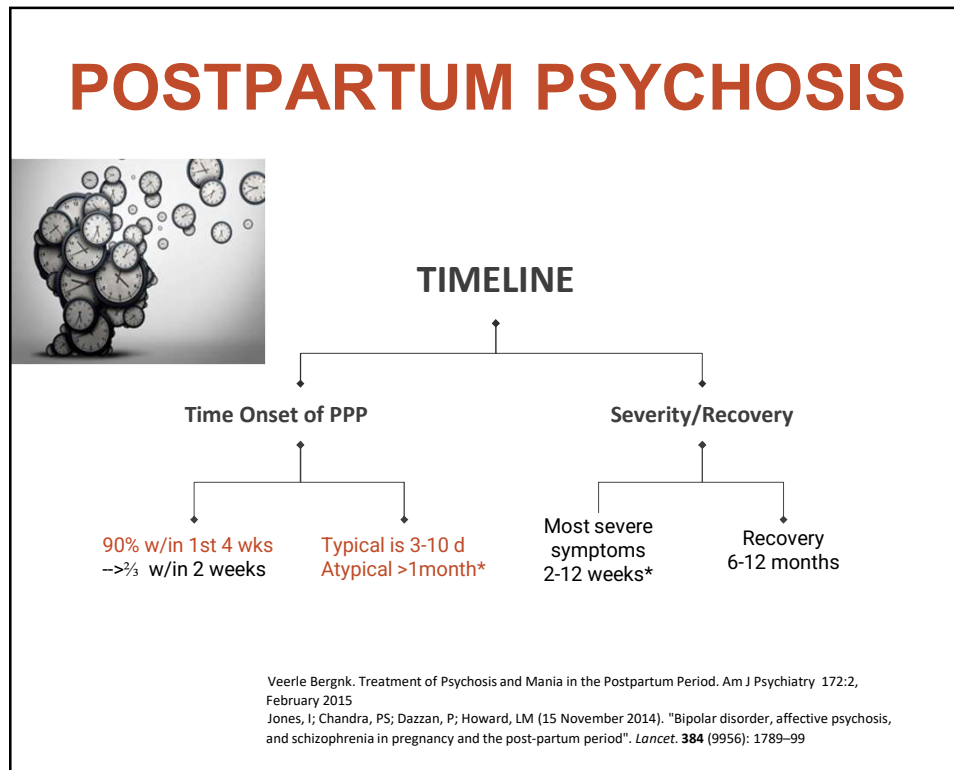 POSTPARTUM PSYCHOSIS
TIMELINE
Time Onset of PPP
Severity/Recovery
90% w/in 1st 4 wks
-->⅔ w/in 2 weeks
Typical is 3-10 d
Atypical >1month*
Most severe
symptoms
2-12 weeks*
Recovery
6-12 months
Veerle Bergnk. Treatment of Psychosis and Mania in the Postpartum Period. Am J Psychiatry 172:2,
February 2015
Jones, I; Chandra, PS; Dazzan, P; Howard, LM (15 November 2014). "Bipolar disorder, affective psychosis,
and schizophrenia in pregnancy and the post-partum period". Lancet. 384 (9956): 1789–99